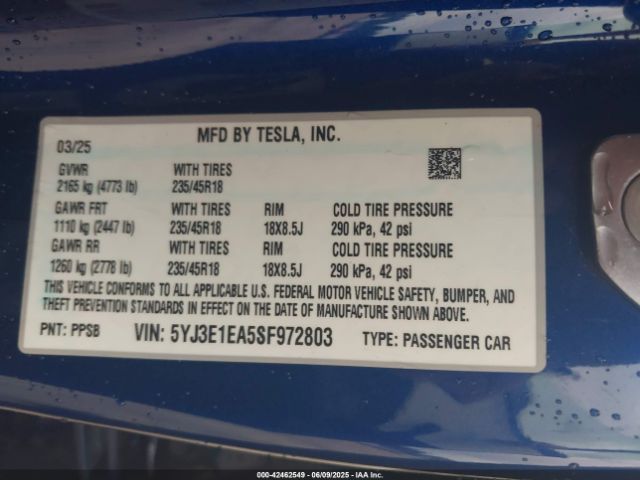 MFD BY TESLA, INC.
03/25
GVWR WITH TIRES
2165 kg (4773 lb) 235/45R18
GAWR FRT WITH TIRES RIM COLD TIRE PRESSURE
1110 kg (2447 lb) 235/45R18 18X8.5J 290 kPa, 42 psi
GAWR RR WITH TIRES RIM COLD TIRE PRESSURE
1260 kg (2778 lb) 235/45R18 18X8.5J 290 kPa, 42 psi
THIS VEHICLE CONFORMS TO ALL APPLICABLE U.S. FEDERAL MOTOR VEHICLE SAFETY, BUMPER, AND
THEFT PREVENTION STANDARDS IN EFFECT ON THE DATE OF MANUFACTURE SHOWN ABOVE.
PNT: PPSB VIN: 5YJ3E1EA5SF972803 TYPE: PASSENGER CAR
000-42462549 - 06/09/2025 - IAA Inc.